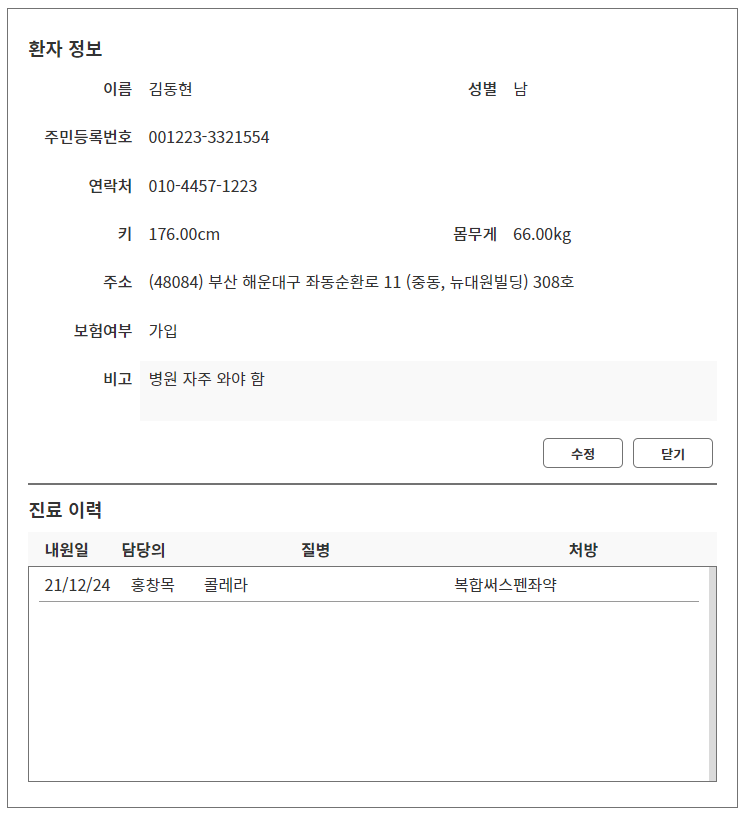 환자 정보
이름 김동현 성별 남
주민등록번호 001223-3321554
연락처 010-4457-1223
키 176.00cm 몸무게 66.00kg
주소 (48084) 부산 해운대구 좌동순환로 11 (중동, 뉴대원빌딩) 308호
보험여부 가입
비고 병원 자주 와야 함
수정 닫기
진료 이력
내원일 담당의 질병 처방
21/12/24 홍창목 콜레라 복합써스펜좌약